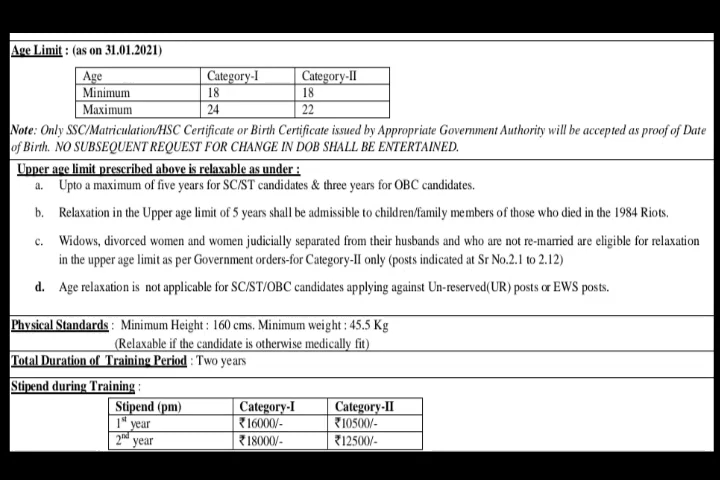 Age Limit : (as on 31.01.2021)
Age Category-I Category-II
Minimum 18 18
Maximum 24 22
Note: Only SSC/Matriculation/HSC Certificate or Birth Certificate issued by Appropriate Government Authority will be accepted as proof of Date
of Birth. NO SUBSEQUENT REQUEST FOR CHANGE IN DOB SHALL BE ENTERTAINED.
Upper age limit prescribed above is relaxable as under :
a. Upto a maximum of five years for SC/ST candidates & three years for OBC candidates.
b. Relaxation in the Upper age limit of 5 years shall be admissible to children/family members of those who died in the 1984 Riots.
c. Widows, divorced women and women judicially separated from their husbands and who are not re-married are eligible for relaxation
in the upper age limit as per Government orders-for Category-II only (posts indicated at Sr No.2.1 to 2.12)
d. Age relaxation is not applicable for SC/ST/OBC candidates applying against Un-reserved(UR) posts or EWS posts.
Physical Standards : Minimum Height : 160 cms. Minimum weight : 45.5 Kg
(Relaxable if the candidate is otherwise medically fit)
Total Duration of Training Period : Two years
Stipend during Training :
Stipend (pm) Category-I Category-II
1st year ₹16000/- ₹10500/-
2nd year ₹18000/- ₹12500/-